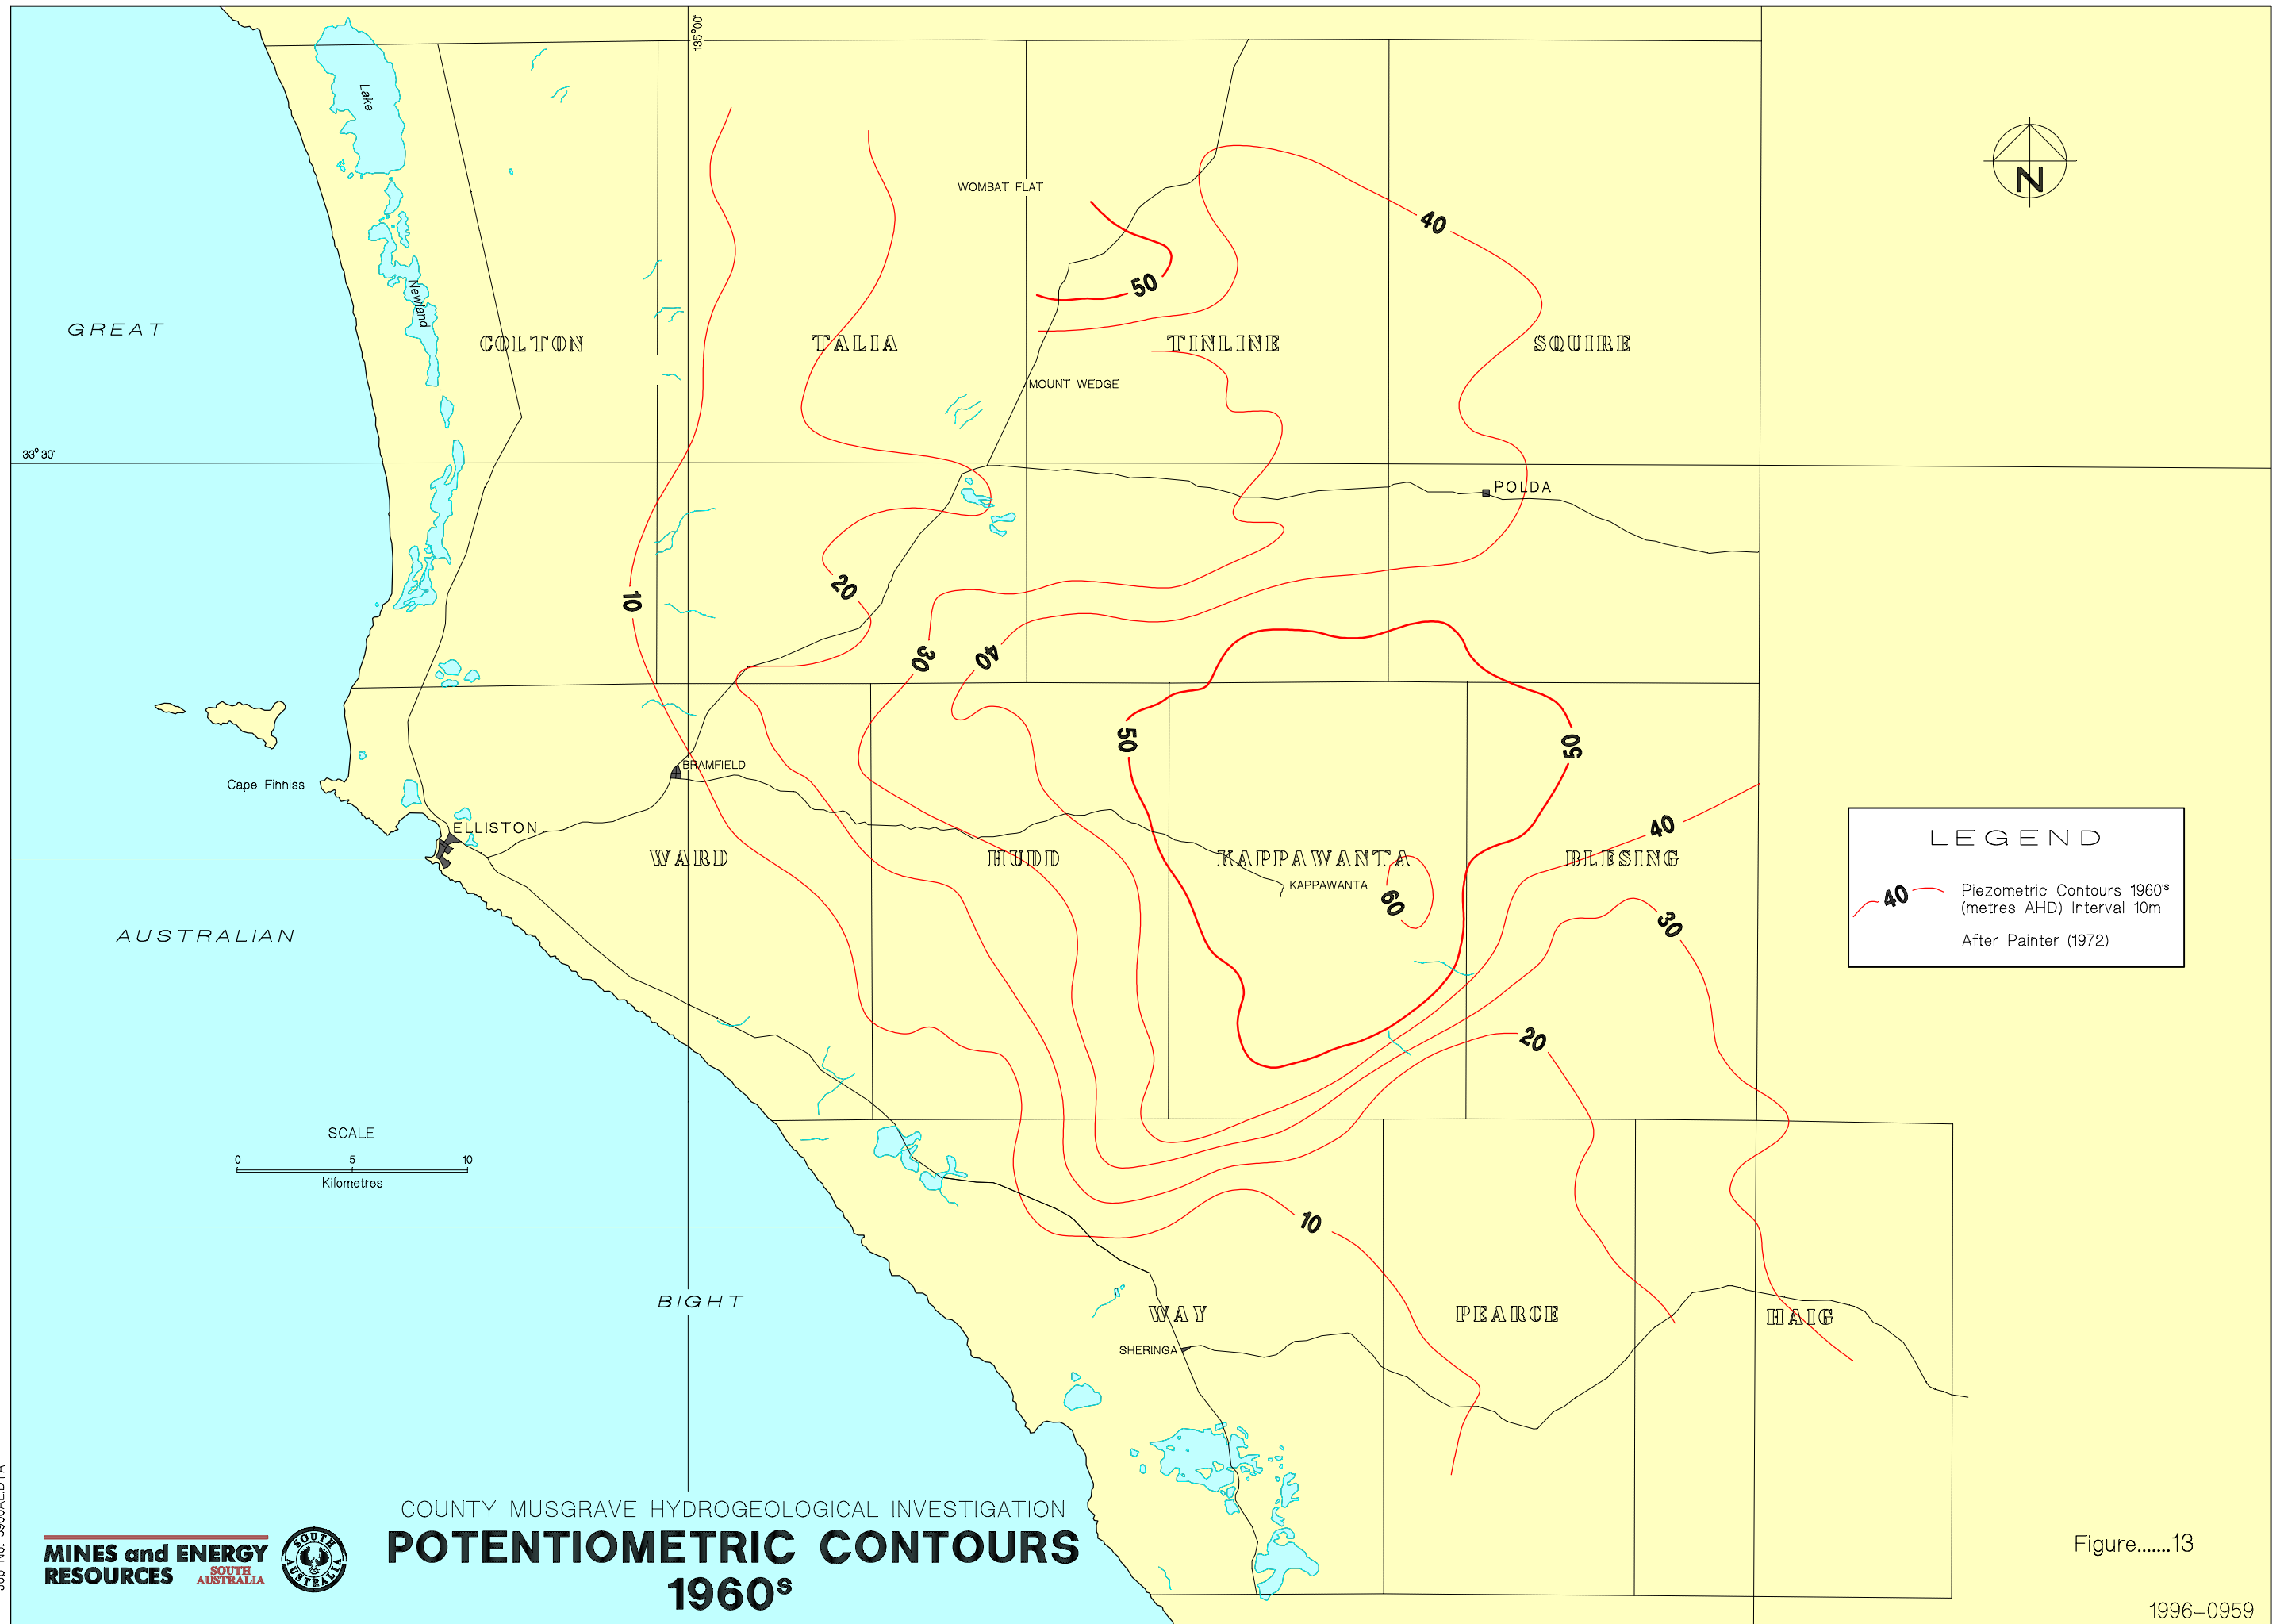 135°00'
Lake
WOMBAT FLAT
40
N
50
Newland
GREAT
COLTON
TALIA
TINLINE
SQUIRE
MOUNT WEDGE
33° 30'
POLDA
20
10
30
40
50
50
Cape Finniss
BRAMFIELD
ELLISTON
40
WARD
HUDD
KAPPAWANTA
BLESING
KAPPAWANTA
60
30
LEGEND
40
Piezometric Contours 1960's
(metres AHD) Interval 10m
After Painter (1972)
AUSTRALIAN
20
SCALE
0 5 10
Kilometres
10
BIGHT
WAY
PEARCE
HAIG
SHERINGA
COUNTY MUSGRAVE HYDROGEOLOGICAL INVESTIGATION
POTENTIOMETRIC CONTOURS
1960s
MINES and ENERGY
RESOURCES
SOUTH
AUSTRALIA
SOUTH
AUSTRALIA
Figure.......13
1996-0959